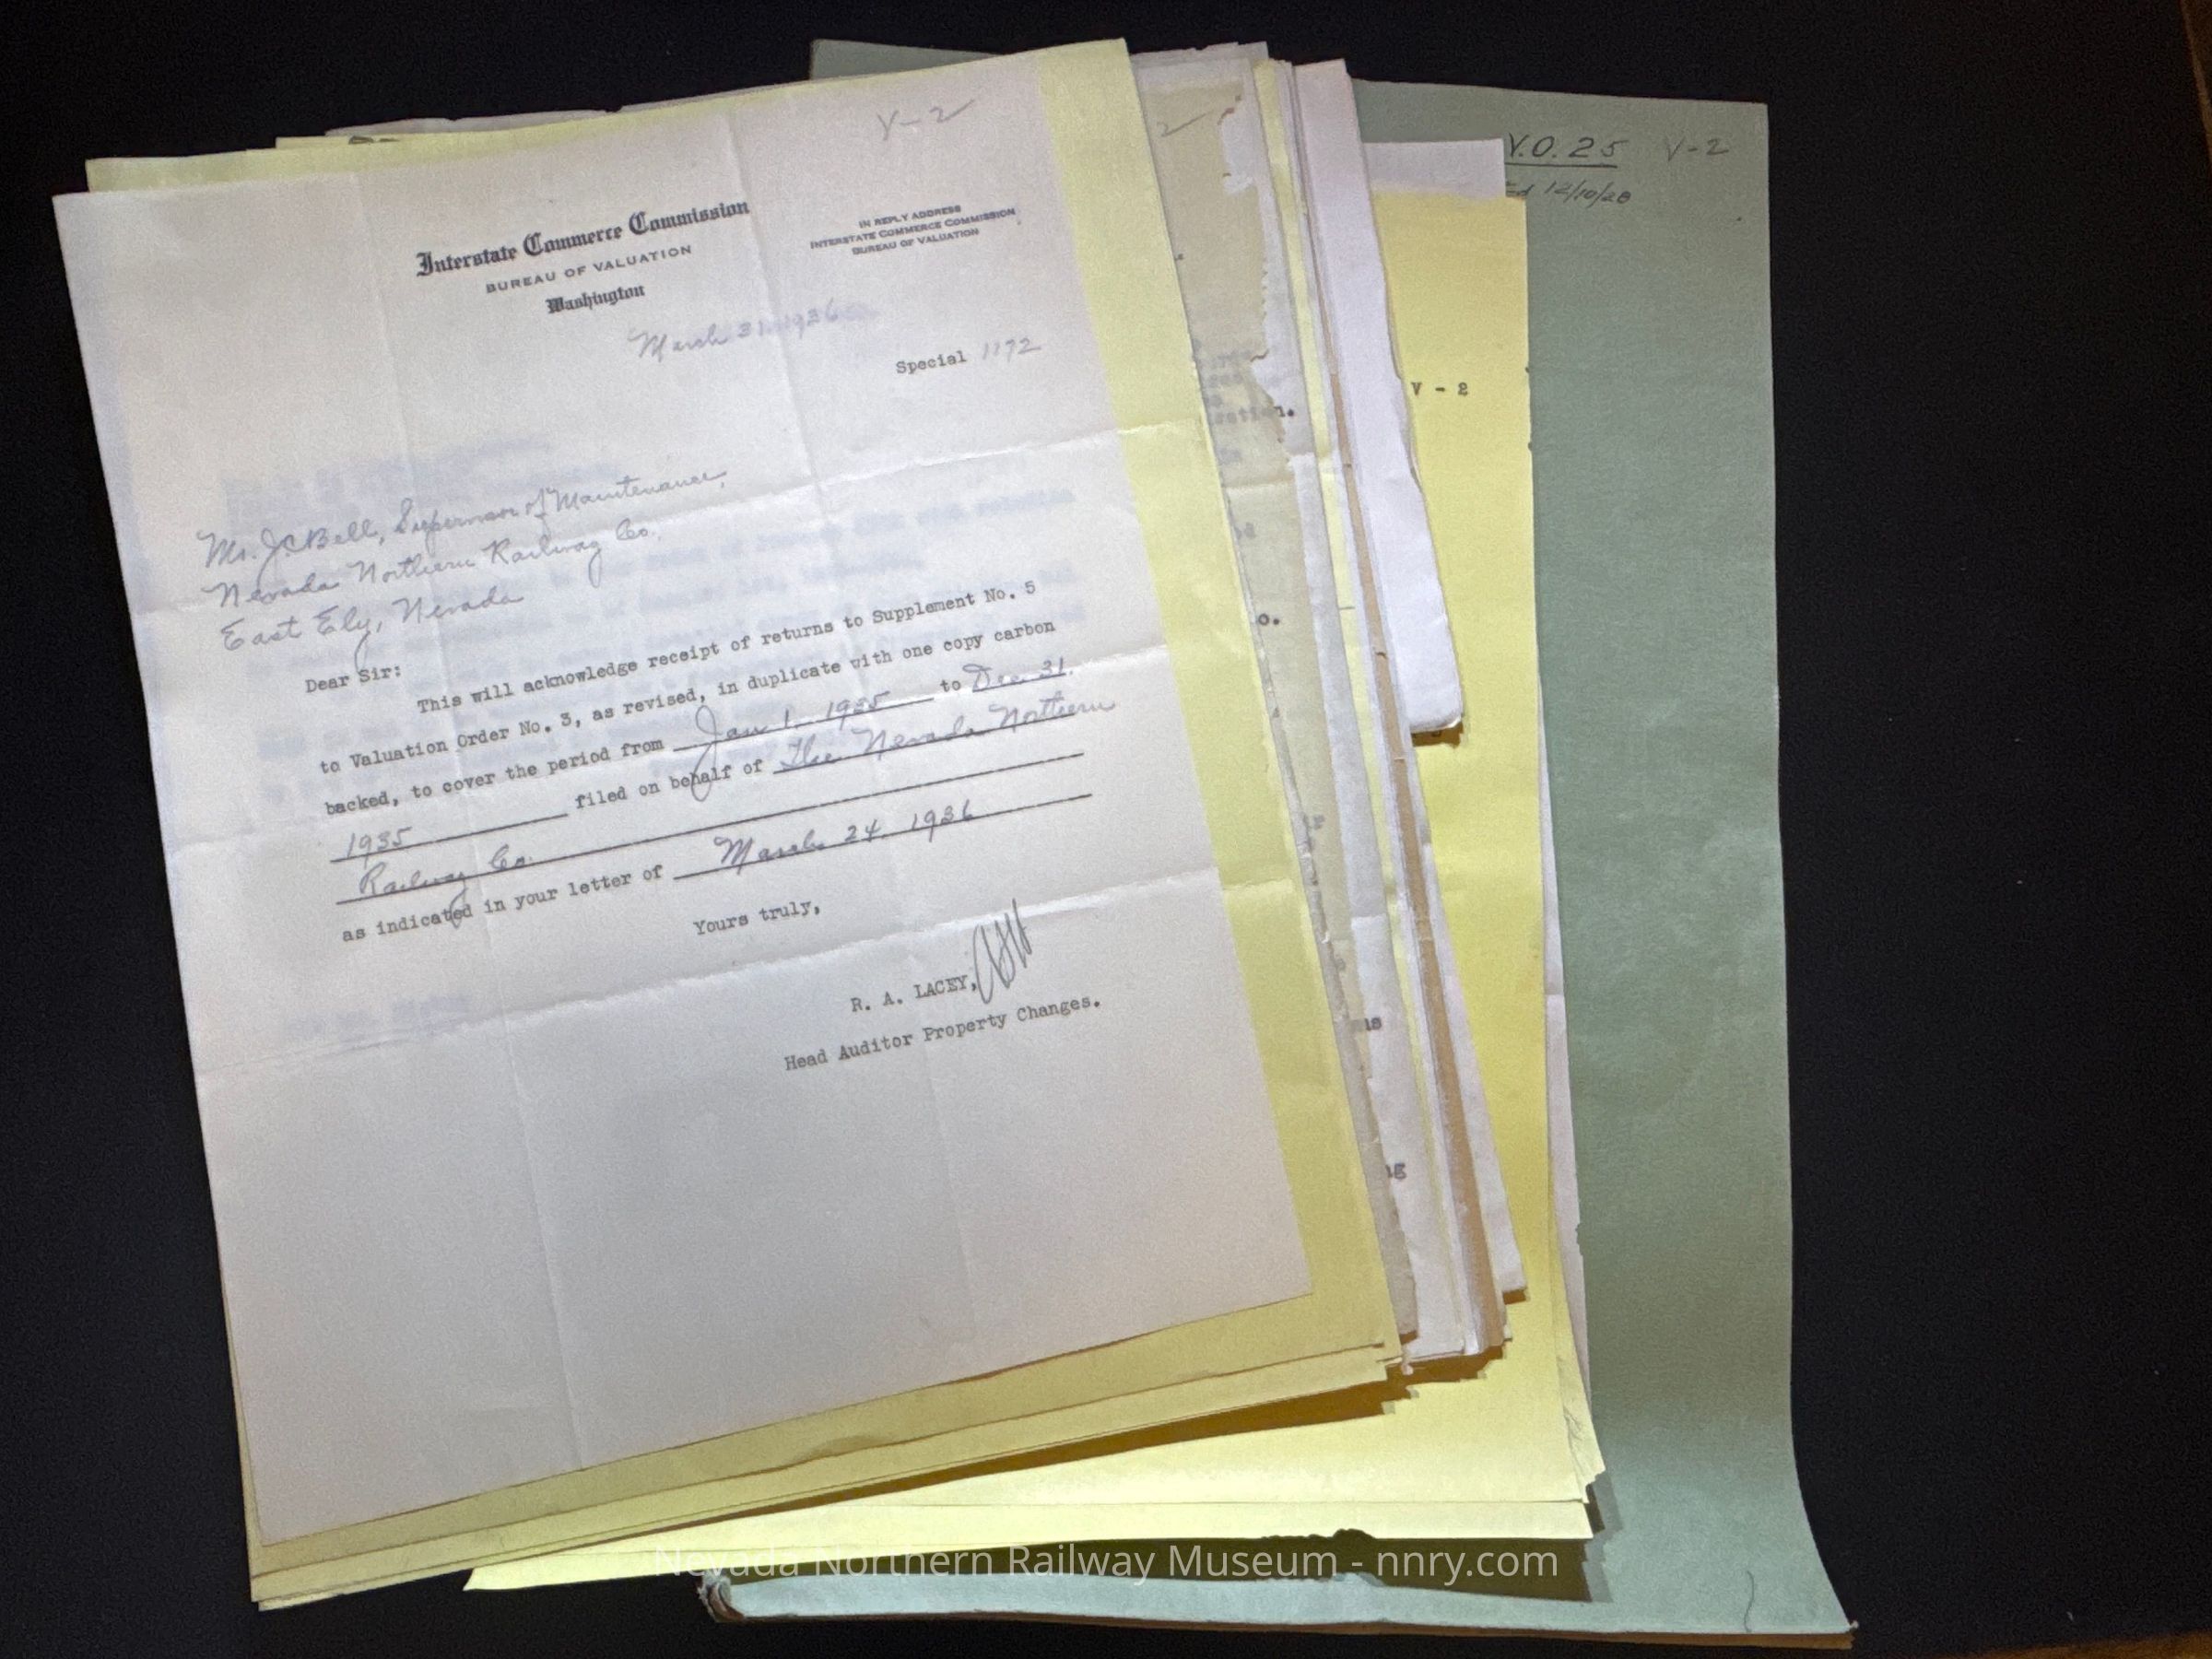 V-2
Interstate Commerce Commission
BUREAU OF VALUATION
Washington
IN REPLY ADDRESS
INTERSTATE COMMERCE COMMISSION
BUREAU OF VALUATION
March 31, 1936
Special 1172
Mr. J.C. Bell, Supervisor of Maintenance,
Nevada Northern Railway Co.
East Ely, Nevada
Dear Sir:
This will acknowledge receipt of returns to Supplement No. 5
to Valuation Order No. 3, as revised, in duplicate with one copy carbon
backed, to cover the period from Jan 1 1935 to Dec 31.
1935 filed on behalf of The Nevada Northern
Railway Co.
as indicated in your letter of March 24, 1936
Yours truly,
R. A. LACEY,
Head Auditor Property Changes.
V.O. 25 V-2
12/10/28
V - 2
Nevada Northern Railway Museum - nnry.com